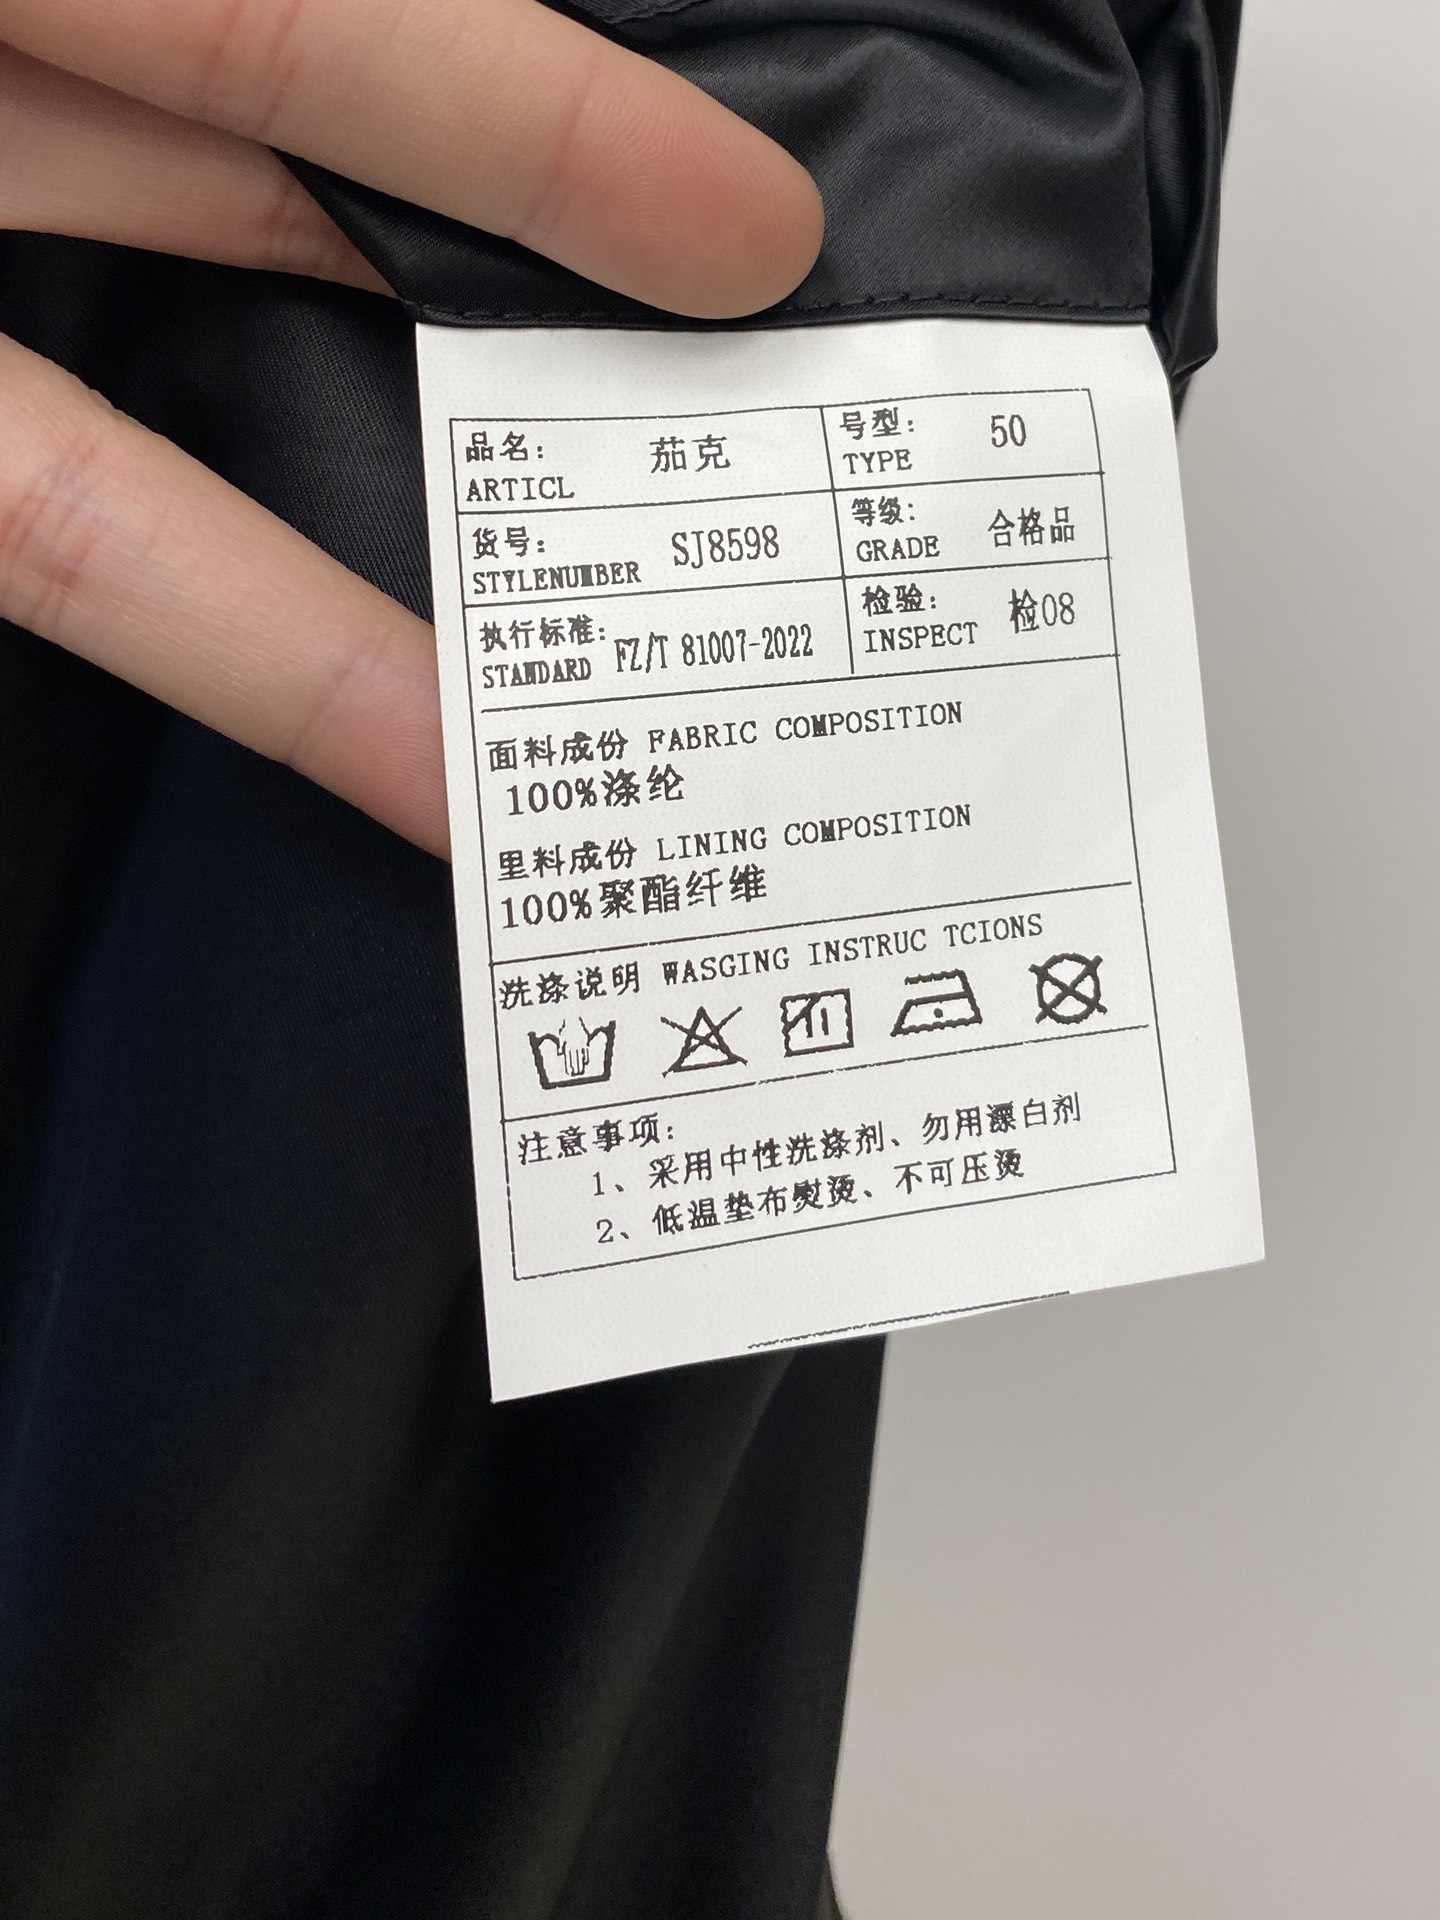 品名: 茄克
ARTICL
号型: 50
TYPE
货号: SJ8598
STYLENUMBER
等级: 合格品
GRADE
执行标准: FZ/T 81007-2022
STANDARD
检验: 检08
INSPECT
面料成份 FABRIC COMPOSITION
100%涤纶
里料成份 LINING COMPOSITION
100%聚酯纤维
洗涤说明 WASGING INSTRUC TCIONS
注意事项:
1、采用中性洗涤剂、勿用漂白剂
2、低温垫布熨烫、不可压烫